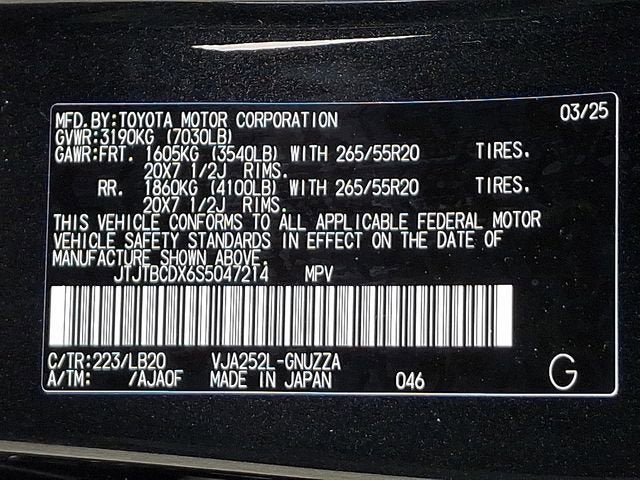 MFD.BY:TOYOTA MOTOR CORPORATION 03/25
GVWR:3190KG (7030LB)
GAWR:FRT. 1605KG (3540LB) WITH 265/55R20 TIRES.
20X7 1/2J RIMS.
RR. 1860KG (4100LB) WITH 265/55R20 TIRES.
20X7 1/2J RIMS.
THIS VEHICLE CONFORMS TO ALL APPLICABLE FEDERAL MOTOR
VEHICLE SAFETY STANDARDS IN EFFECT ON THE DATE OF
MANUFACTURE SHOWN ABOVE.
JTJTBCDX6S5047214 MPV
C/TR:223/LB20 VJA252L-GNUZZA
A/TM: /AJA0F MADE IN JAPAN 046 G